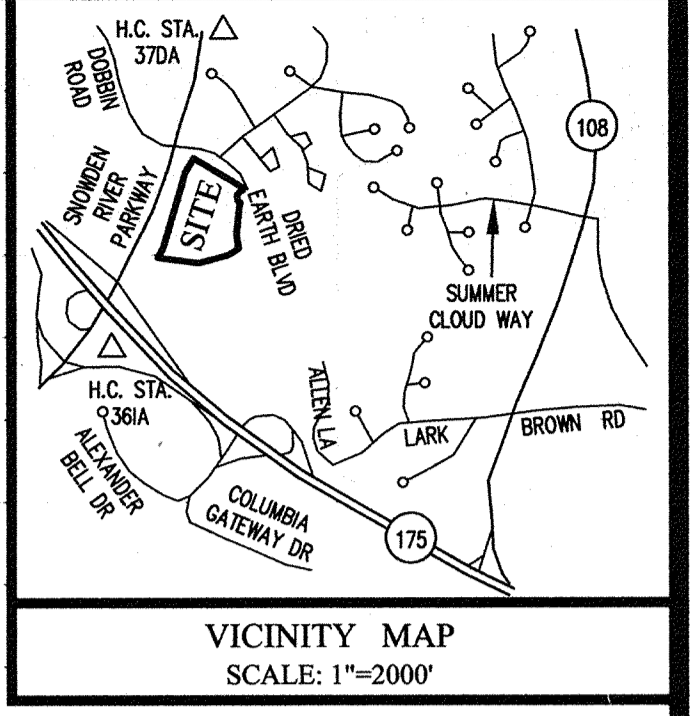 H.C. STA.
37DA
DOBBIN
ROAD
108
SNOWDEN
RIVER
PARKWAY
SITE
DRIED
EARTH BLVD
SUMMER
CLOUD WAY
H.C. STA.
36IA
ALLEN LA
LARK BROWN RD
ALEXANDER
BELL DR
COLUMBIA
GATEWAY DR
175
VICINITY MAP
SCALE: 1"=2000'